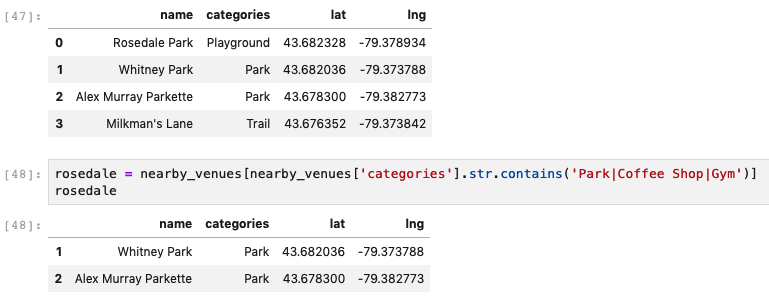 [47]:
name categories lat lng
0 Rosedale Park Playground 43.682328 -79.378934
1 Whitney Park Park 43.682036 -79.373788
2 Alex Murray Parkette Park 43.678300 -79.382773
3 Milkman's Lane Trail 43.676352 -79.373842
[48]: rosedale = nearby_venues[nearby_venues['categories'].str.contains('Park|Coffee Shop|Gym')]
rosedale
[48]:
name categories lat lng
1 Whitney Park Park 43.682036 -79.373788
2 Alex Murray Parkette Park 43.678300 -79.382773